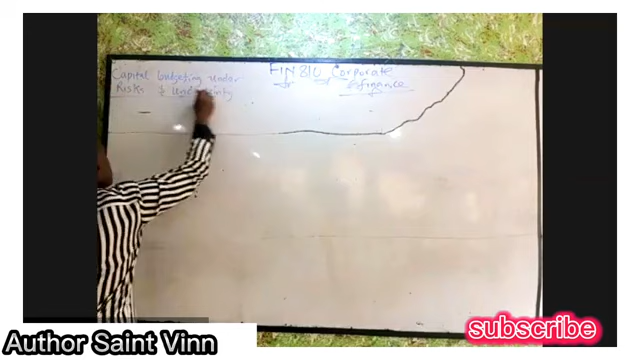 Capital budgeting under
Risks & Uncertainty
FIN 810 Corporate
finance
subscribe
Author Saint Vinn